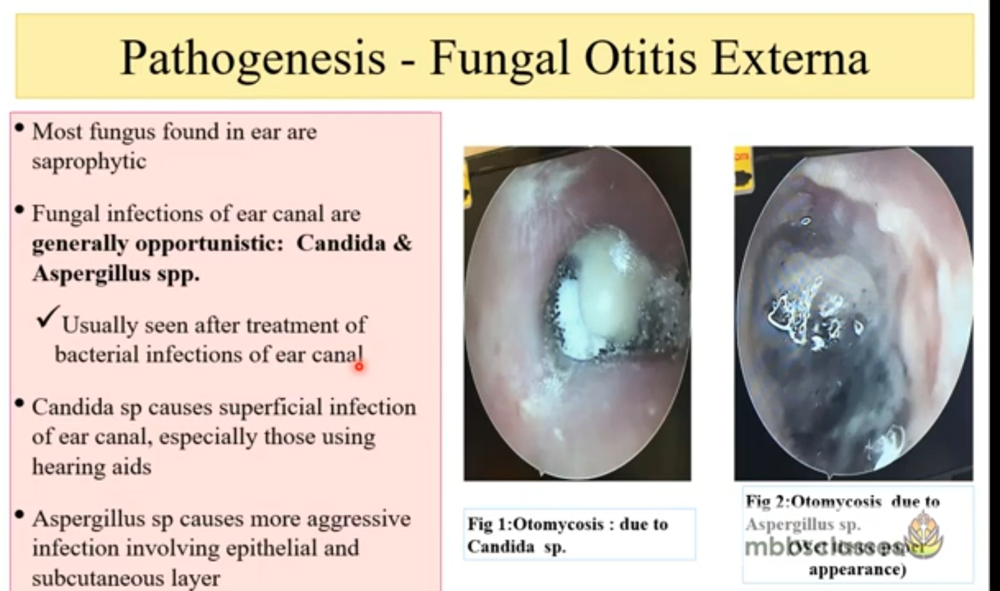 Pathogenesis - Fungal Otitis Externa
• Most fungus found in ear are
saprophytic
• Fungal infections of ear canal are
generally opportunistic: Candida &
Aspergillus spp.
✓ Usually seen after treatment of
bacterial infections of ear canal
• Candida sp causes superficial infection
of ear canal, especially those using
hearing aids
• Aspergillus sp causes more aggressive
infection involving epithelial and
subcutaneous layer
Fig 1:Otomycosis : due to
Candida sp.
Fig 2:Otomycosis due to
Aspergillus sp.
mbbsclasses
appearance)